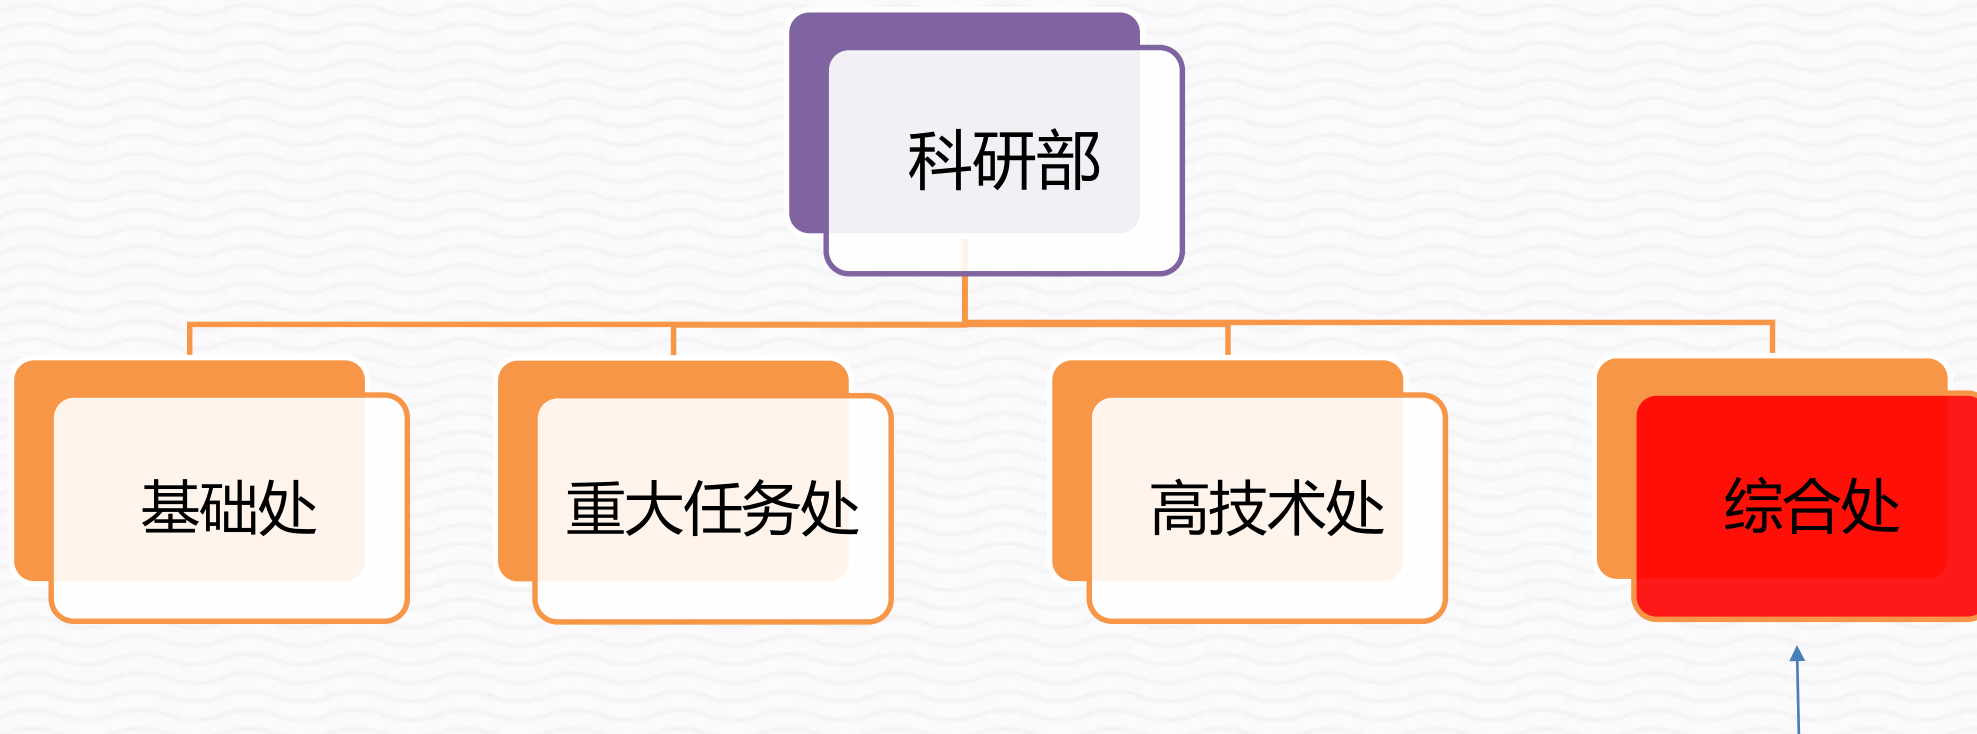 科研部
基础处
重大任务处
高技术处
综合处